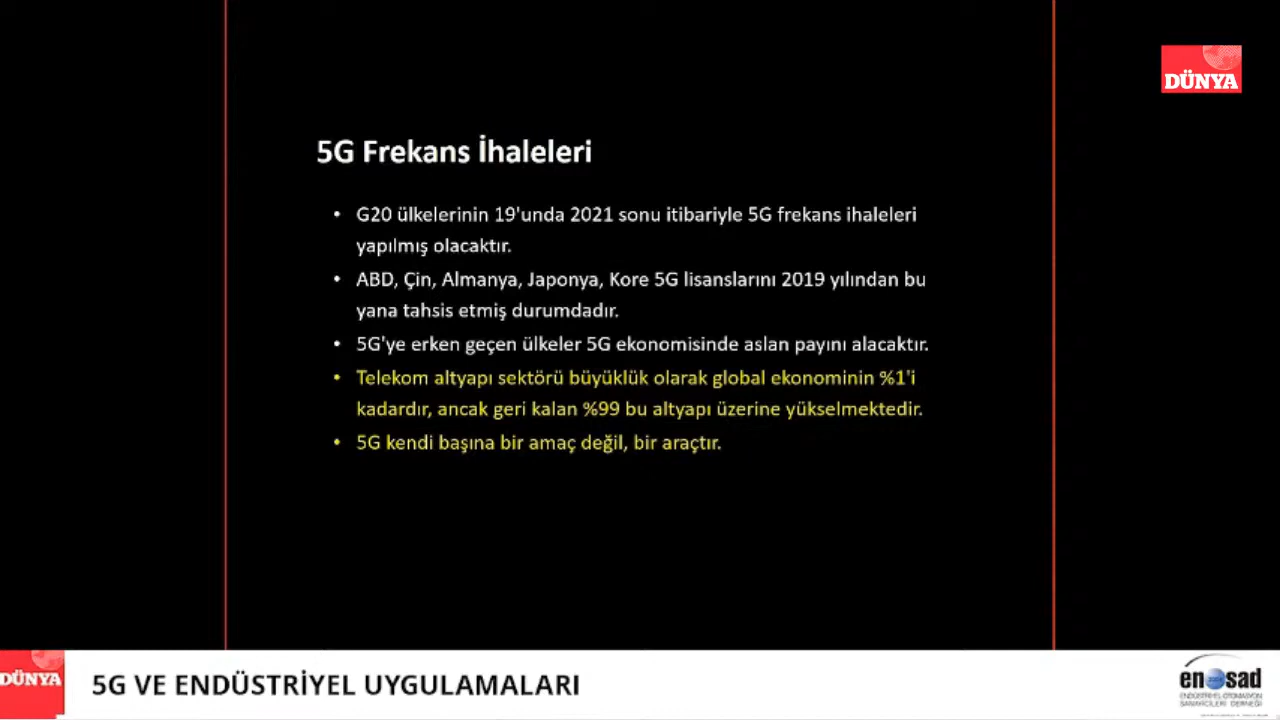 DÜNYA
5G Frekans İhaleleri
• G20 ülkelerinin 19'unda 2021 sonu itibariyle 5G frekans ihaleleri
yapılmış olacaktır.
• ABD, Çin, Almanya, Japonya, Kore 5G lisanslarını 2019 yılından bu
yana tahsis etmiş durumdadır.
• 5G'ye erken geçen ülkeler 5G ekonomisinde aslan payını alacaktır.
• Telekom altyapı sektörü büyüklük olarak global ekonominin %1'i
kadardır, ancak geri kalan %99 bu altyapı üzerine yükselmektedir.
• 5G kendi başına bir amaç değil, bir araçtır.
DÜNYA
5G VE ENDÜSTRİYEL UYGULAMALARI
enosad
ENDÜSTRİYEL OTOMASYON
SANAYİCİLERİ DERNEĞİ